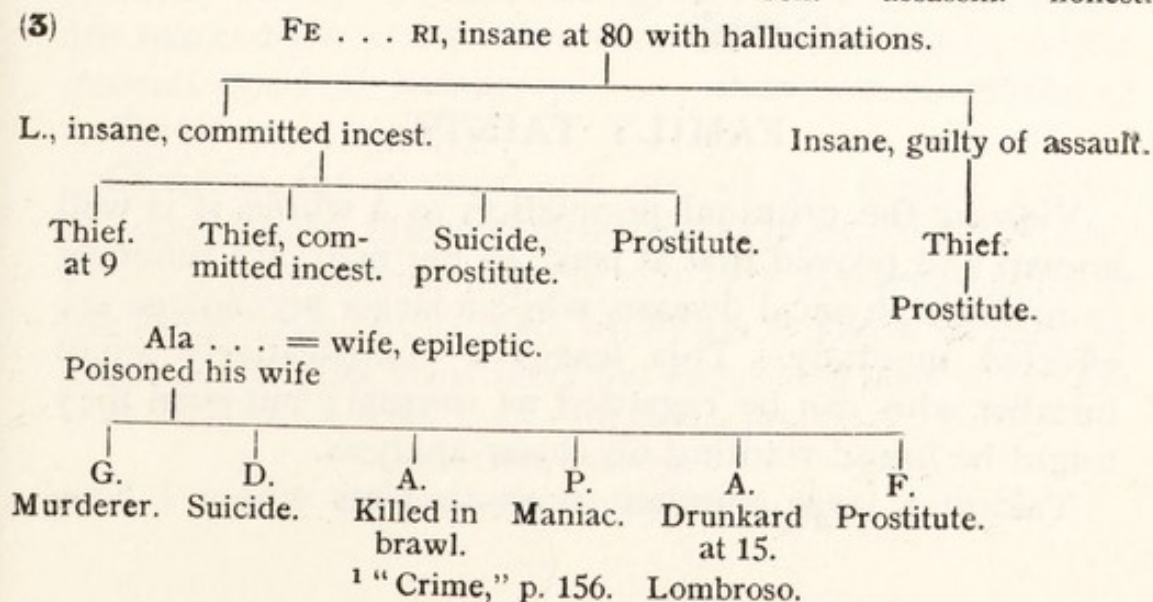 (3)
FE . . . RI, insane at 80 with hallucinations.
L., insane, committed incest. Insane, guilty of assault.
Thief. Thief, com- Suicide, Prostitute. Thief.
at 9 mitted incest. prostitute.
Prostitute.
Ala . . . = wife, epileptic.
Poisoned his wife
G. D. A. P. A. F.
Murderer. Suicide. Killed in Maniac. Drunkard Prostitute.
brawl. at 15.
¹ “Crime,” p. 156. Lombroso.